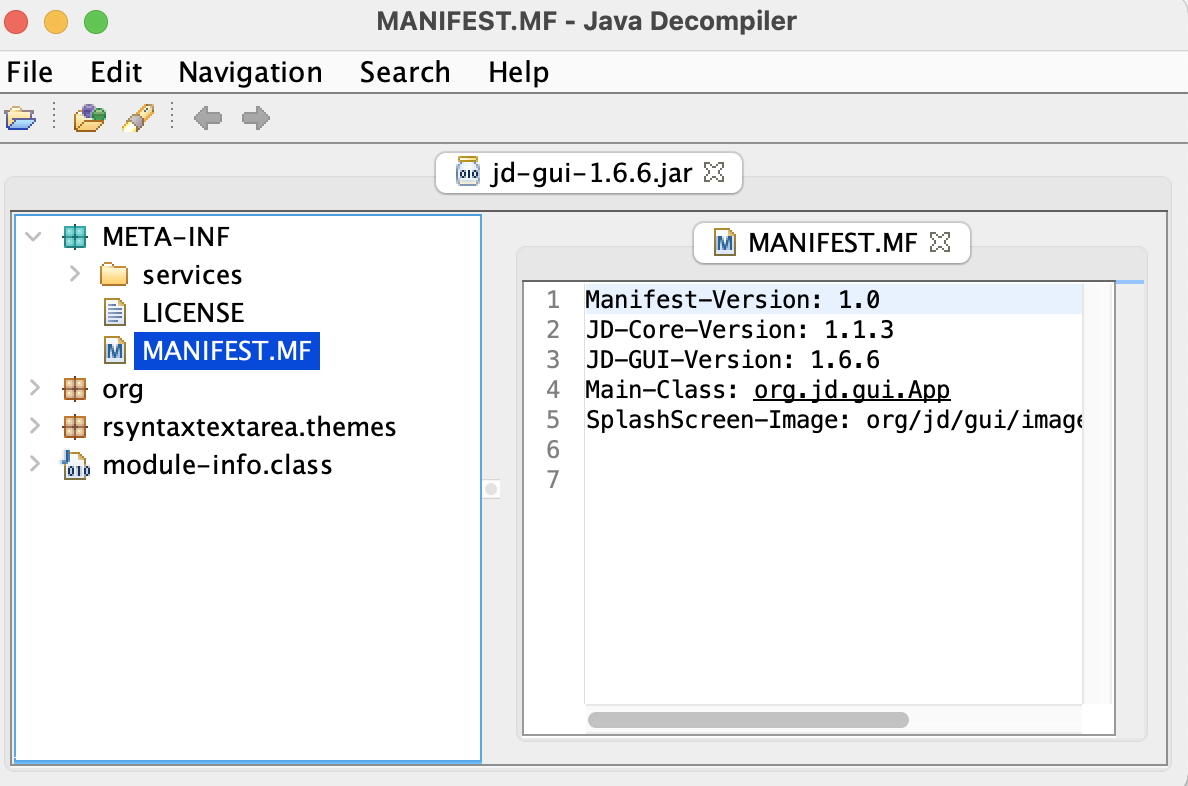 MANIFEST.MF - Java Decompiler
File Edit Navigation Search Help
jd-gui-1.6.6.jar
META-INF
services
LICENSE
MANIFEST.MF
org
rsyntaxtextarea.themes
module-info.class
MANIFEST.MF
1 Manifest-Version: 1.0
2 JD-Core-Version: 1.1.3
3 JD-GUI-Version: 1.6.6
4 Main-Class: org.jd.gui.App
5 SplashScreen-Image: org/jd/gui/image
6
7